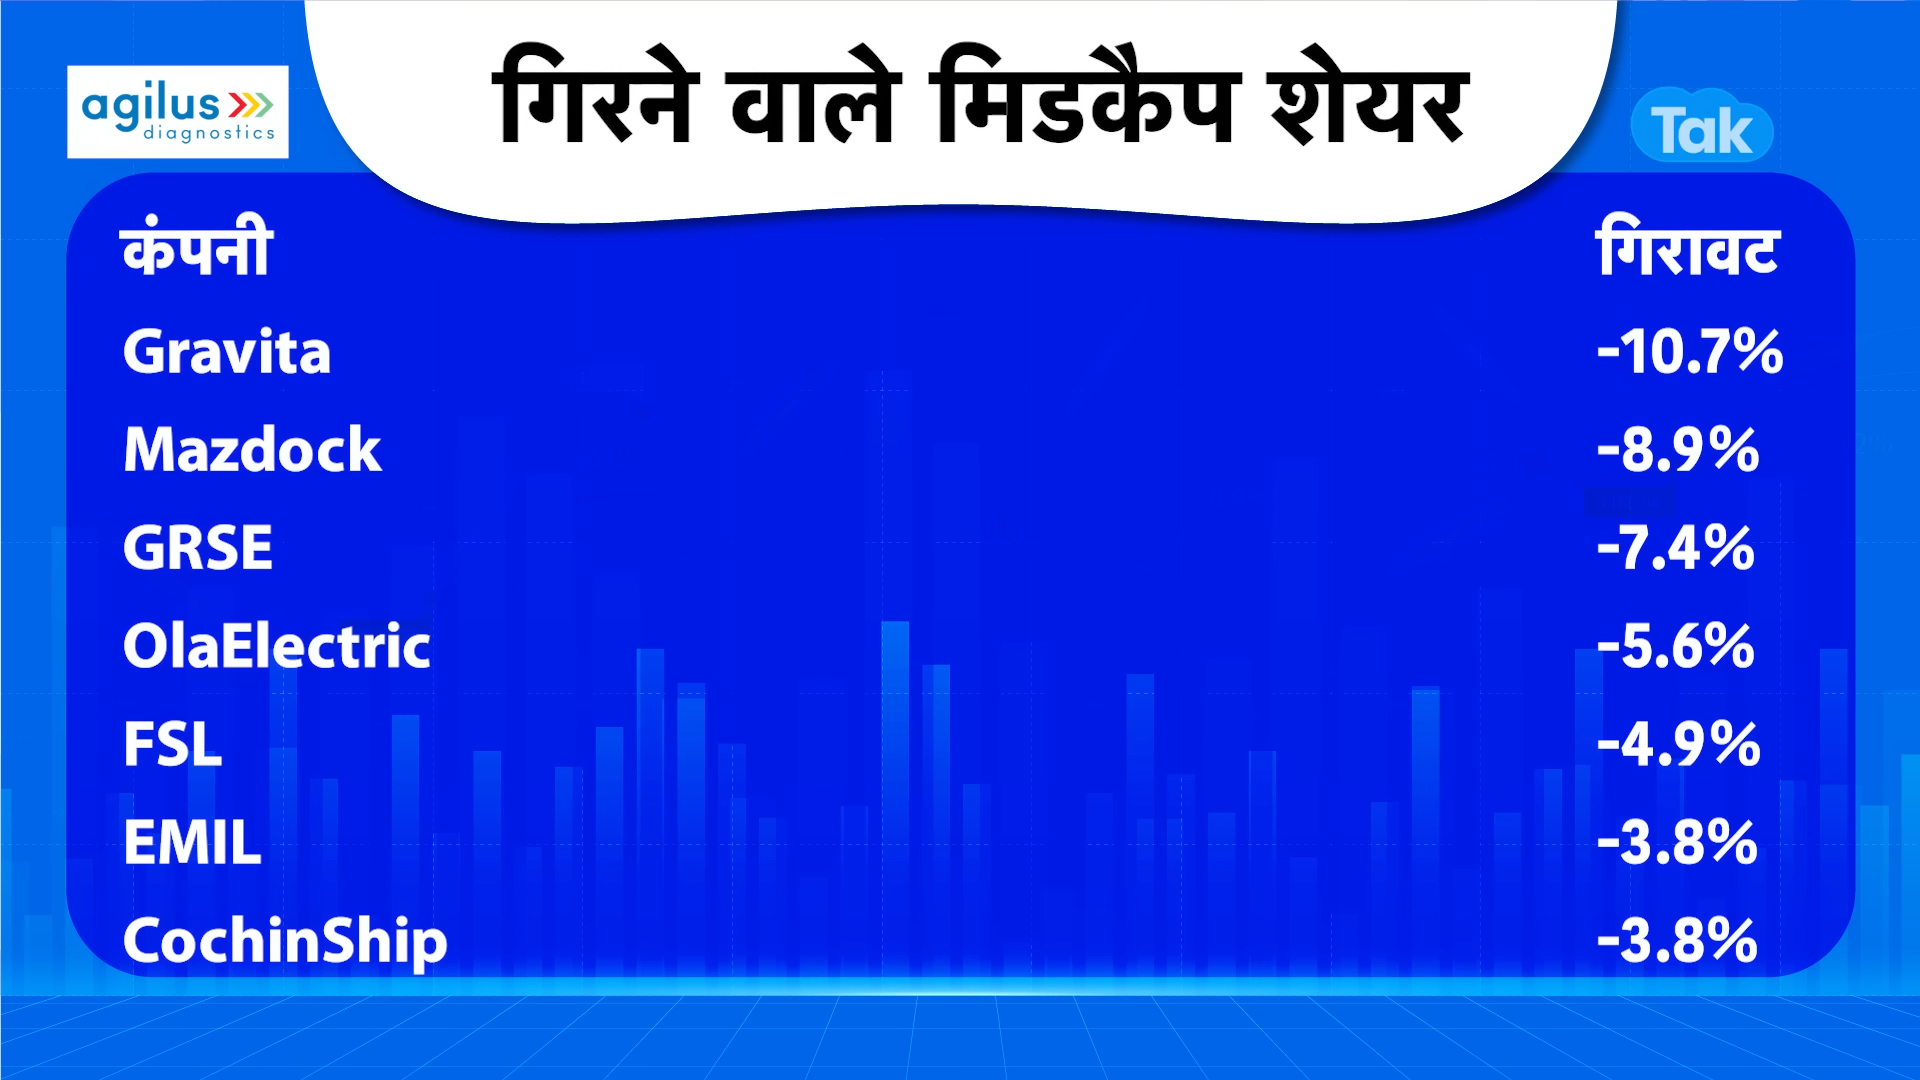 गिरने वाले मिडकैप शेयर
agilus
diagnostics
Tak
कंपनी गिरावट
Gravita -10.7%
Mazdock -8.9%
GRSE -7.4%
OlaElectric -5.6%
FSL -4.9%
EMIL -3.8%
CochinShip -3.8%